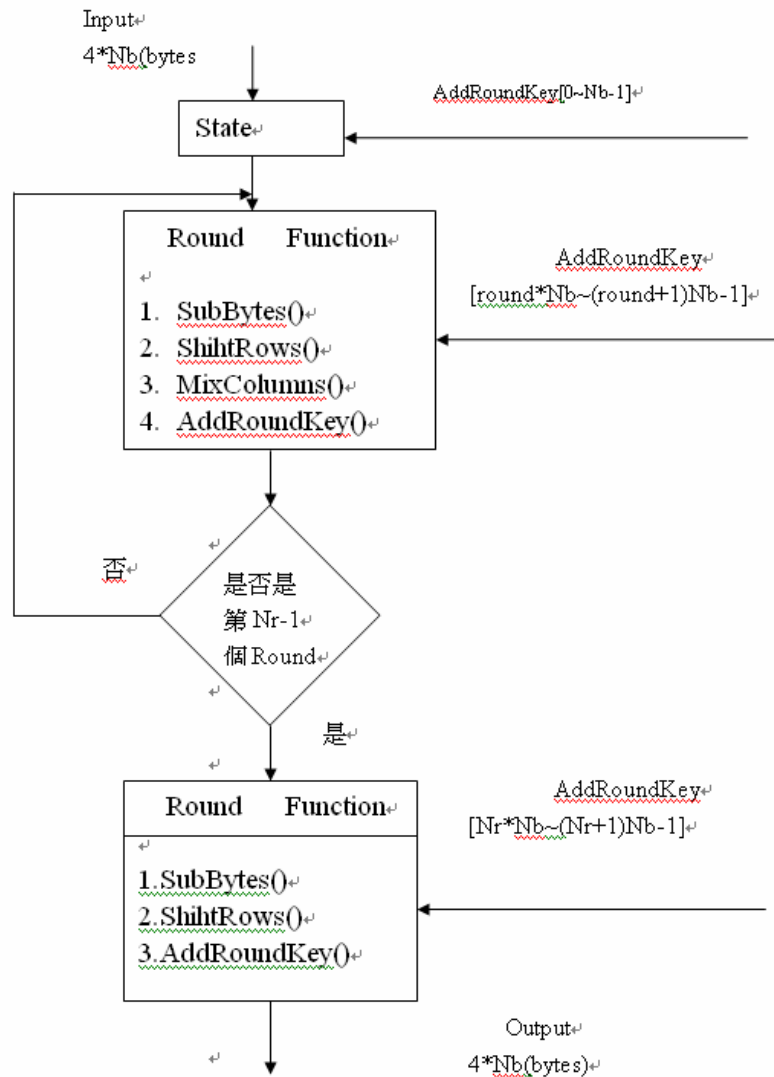 Input
4*Nb(bytes
AddRoundKey[0~Nb-1]
State
Round Function
1. SubBytes()
2. ShihtRows()
3. MixColumns()
4. AddRoundKey()
AddRoundKey
[round*Nb~(round+1)Nb-1]
否
是否是
第 Nr-1
個 Round
是
Round Function
1.SubBytes()
2.ShihtRows()
3.AddRoundKey()
AddRoundKey
[Nr*Nb~(Nr+1)Nb-1]
Output
4*Nb(bytes)